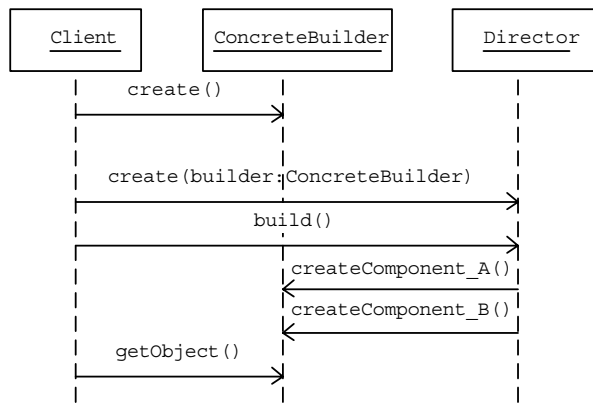 Client
ConcreteBuilder
Director
create()
create(builder:ConcreteBuilder)
build()
createComponent_A()
createComponent_B()
getObject()